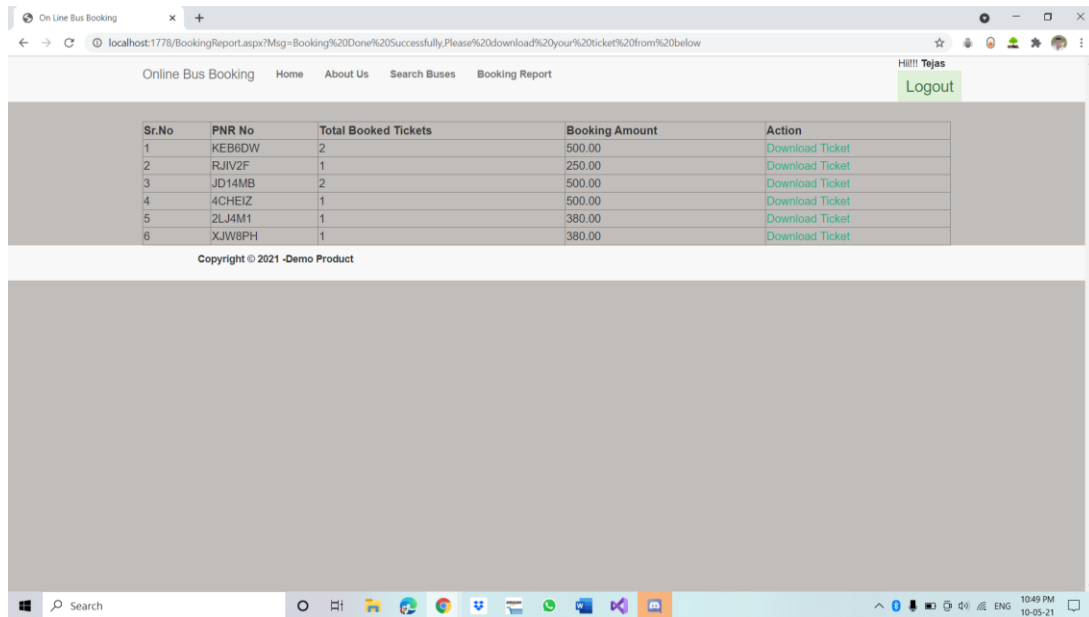 On Line Bus Booking
localhost:1778/BookingReport.aspx?Msg=Booking%20Done%20Successfully,Please%20download%20your%20ticket%20from%20below
Online Bus Booking Home About Us Search Buses Booking Report
Hi!!! Tejas
Logout
Sr.No PNR No Total Booked Tickets Booking Amount Action
1 KEB6DW 2 500.00 Download Ticket
2 RJIV2F 1 250.00 Download Ticket
3 JD14MB 2 500.00 Download Ticket
4 4CHEIZ 1 500.00 Download Ticket
5 2LJ4M1 1 380.00 Download Ticket
6 XJW8PH 1 380.00 Download Ticket
Copyright © 2021 -Demo Product
Search
ENG
10:49 PM
10-05-21